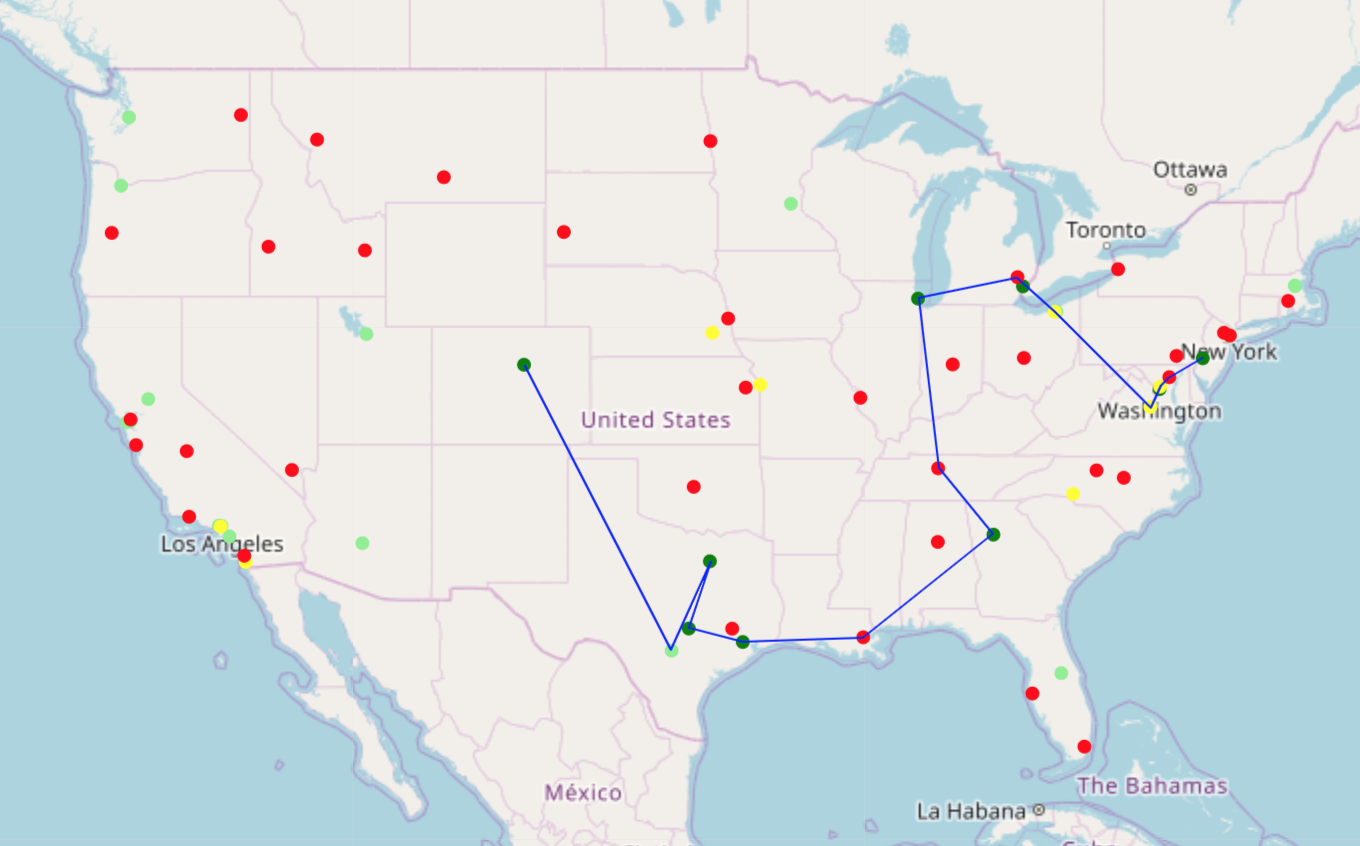 Ottawa
Toronto
New York
Washington
United States
Los Angeles
México
The Bahamas
La Habana